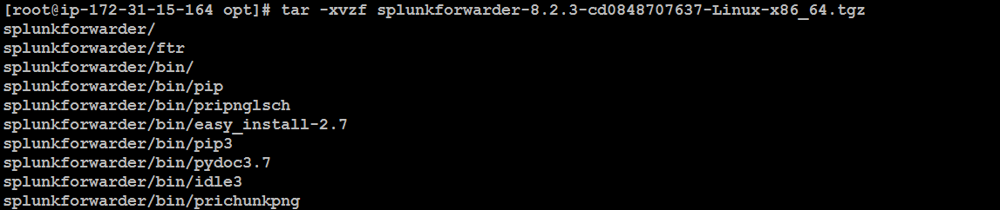 [root@ip-172-31-15-164 opt]# tar -xvzf splunkforwarder-8.2.3-cd0848707637-Linux-x86_64.tgz
splunkforwarder/
splunkforwarder/ftr
splunkforwarder/bin/
splunkforwarder/bin/pip
splunkforwarder/bin/pripnglsch
splunkforwarder/bin/easy_install-2.7
splunkforwarder/bin/pip3
splunkforwarder/bin/pydoc3.7
splunkforwarder/bin/idle3
splunkforwarder/bin/prichunkpng